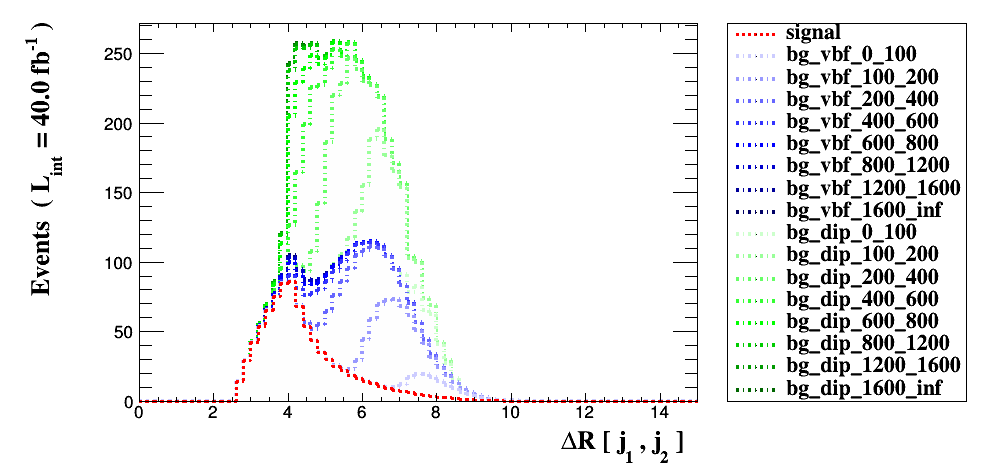 Events ( L_int = 40.0 fb^-1 )
250
200
150
100
50
0
0 2 4 6 8 10 12 14
ΔR [ j_1 , j_2 ]
signal
bg_vbf_0_100
bg_vbf_100_200
bg_vbf_200_400
bg_vbf_400_600
bg_vbf_600_800
bg_vbf_800_1200
bg_vbf_1200_1600
bg_vbf_1600_inf
bg_dip_0_100
bg_dip_100_200
bg_dip_200_400
bg_dip_400_600
bg_dip_600_800
bg_dip_800_1200
bg_dip_1200_1600
bg_dip_1600_inf